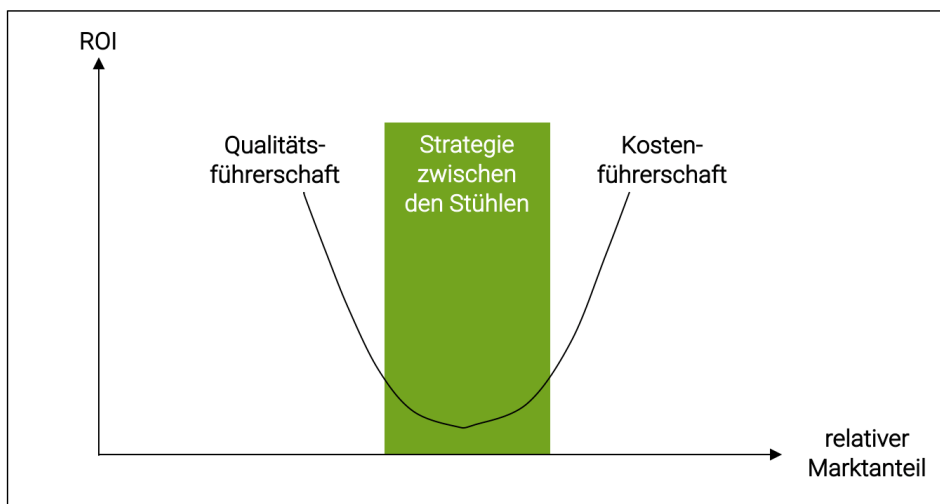 ROI
Qualitäts-
führerschaft
Strategie
zwischen
den Stühlen
Kosten-
führerschaft
relativer
Marktanteil